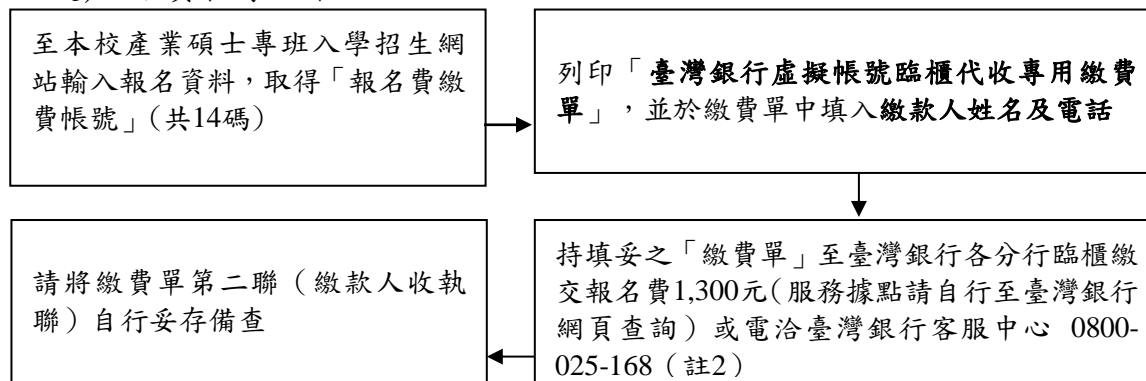 至本校產業碩士專班入學招生網
站輸入報名資料，取得「報名費繳
費帳號」(共14碼)
列印「臺灣銀行虛擬帳號臨櫃代收專用繳費
單」，並於繳費單中填入繳款人姓名及電話
持填妥之「繳費單」至臺灣銀行各分行臨櫃繳
交報名費1,300元(服務據點請自行至臺灣銀行
網頁查詢) 或電洽臺灣銀行客服中心 0800-
025-168 (註2)
請將繳費單第二聯 (繳款人收執
聯) 自行妥存備查